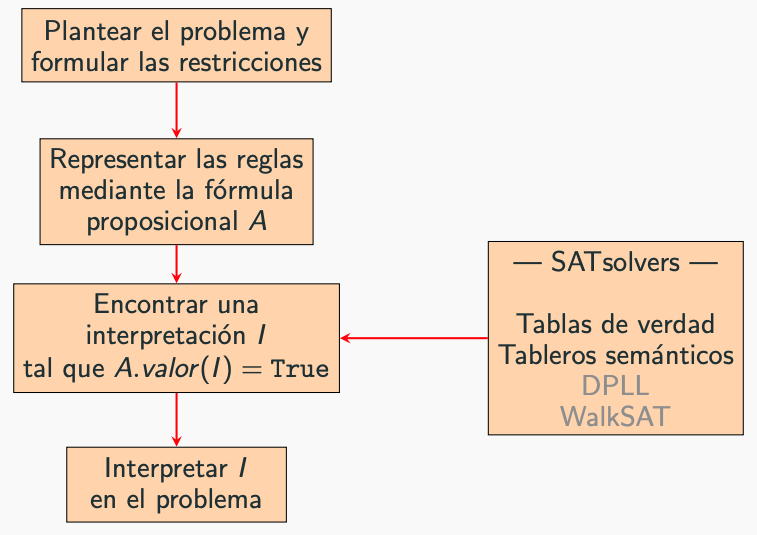 Plantear el problema y
formular las restricciones
Representar las reglas
mediante la fórmula
proposicional A
Encontrar una
interpretación I
tal que A.valor(I) = True
Interpretar I
en el problema
— SATsolvers —
Tablas de verdad
Tableros semánticos
DPLL
WalkSAT